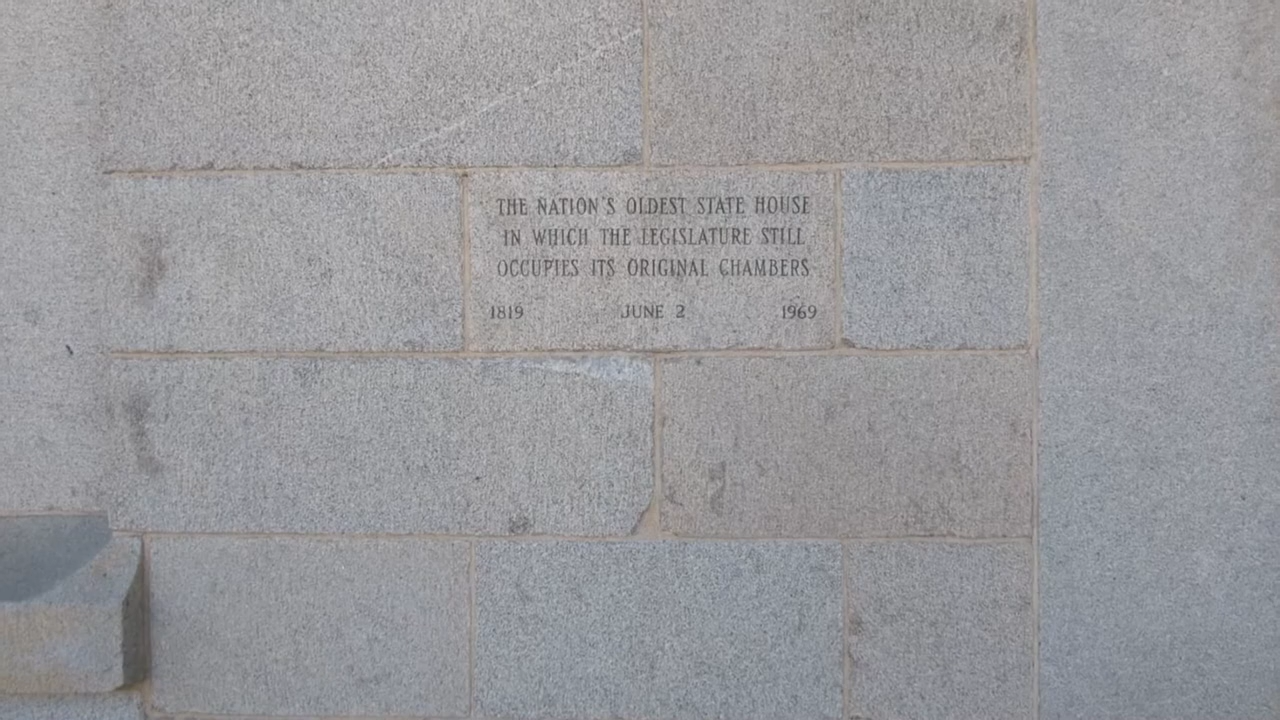 THE NATION'S OLDEST STATE HOUSE
IN WHICH THE LEGISLATURE STILL
OCCUPIES ITS ORIGINAL CHAMBERS
1819 JUNE 2 1969